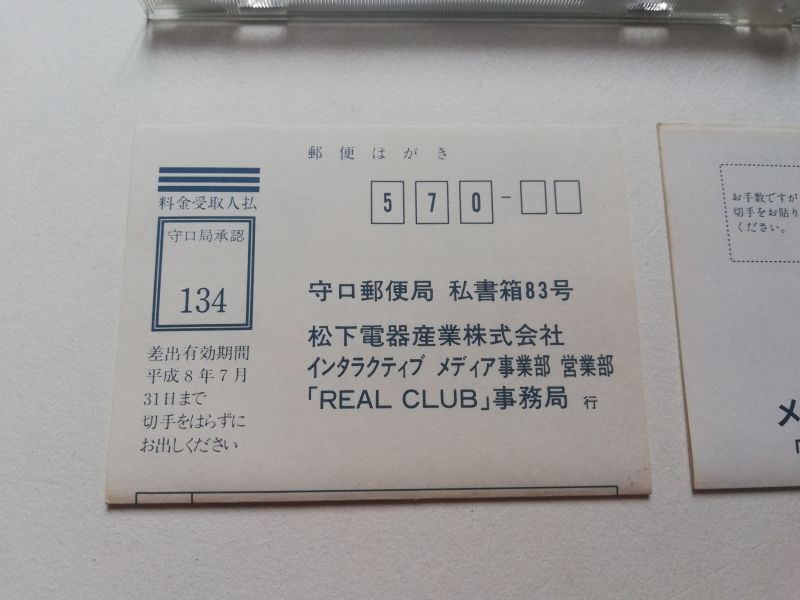 郵便はがき
料金受取人払
守口局承認
134
差出有効期間
平成8年7月
31日まで
切手をはらずに
お出しください
570-
守口郵便局 私書箱83号
松下電器産業株式会社
インタラクティブ メディア事業部 営業部
「REAL CLUB」事務局 行
お手数ですが
切手をお貼り
ください。
メ
「